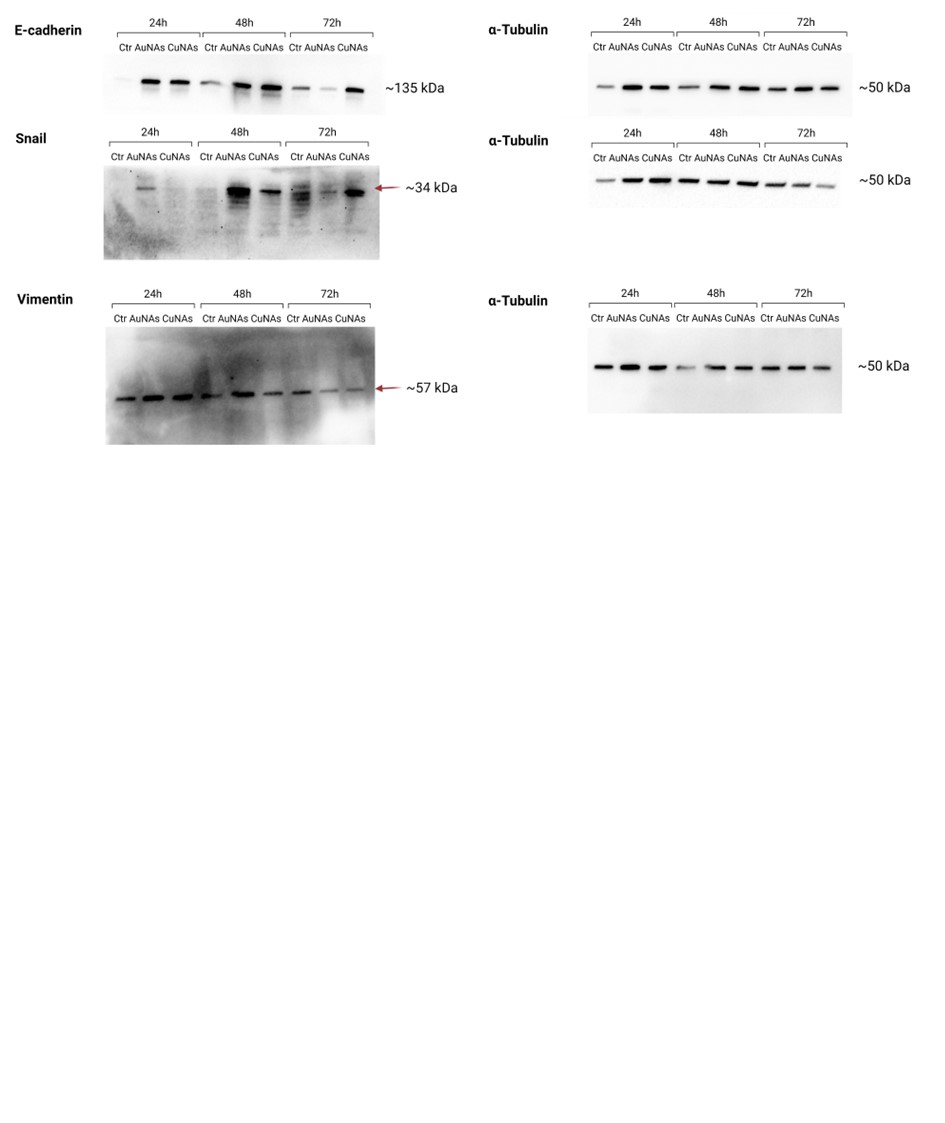 E-cadherin
24h 48h 72h
Ctr AuNAs CuNAs Ctr AuNAs CuNAs Ctr AuNAs CuNAs
~135 kDa
α-Tubulin
24h 48h 72h
Ctr AuNAs CuNAs Ctr AuNAs CuNAs Ctr AuNAs CuNAs
~50 kDa
Snail
24h 48h 72h
Ctr AuNAs CuNAs Ctr AuNAs CuNAs Ctr AuNAs CuNAs
~34 kDa
α-Tubulin
24h 48h 72h
Ctr AuNAs CuNAs Ctr AuNAs CuNAs Ctr AuNAs CuNAs
~50 kDa
Vimentin
24h 48h 72h
Ctr AuNAs CuNAs Ctr AuNAs CuNAs Ctr AuNAs CuNAs
~57 kDa
α-Tubulin
24h 48h 72h
Ctr AuNAs CuNAs Ctr AuNAs CuNAs Ctr AuNAs CuNAs
~50 kDa